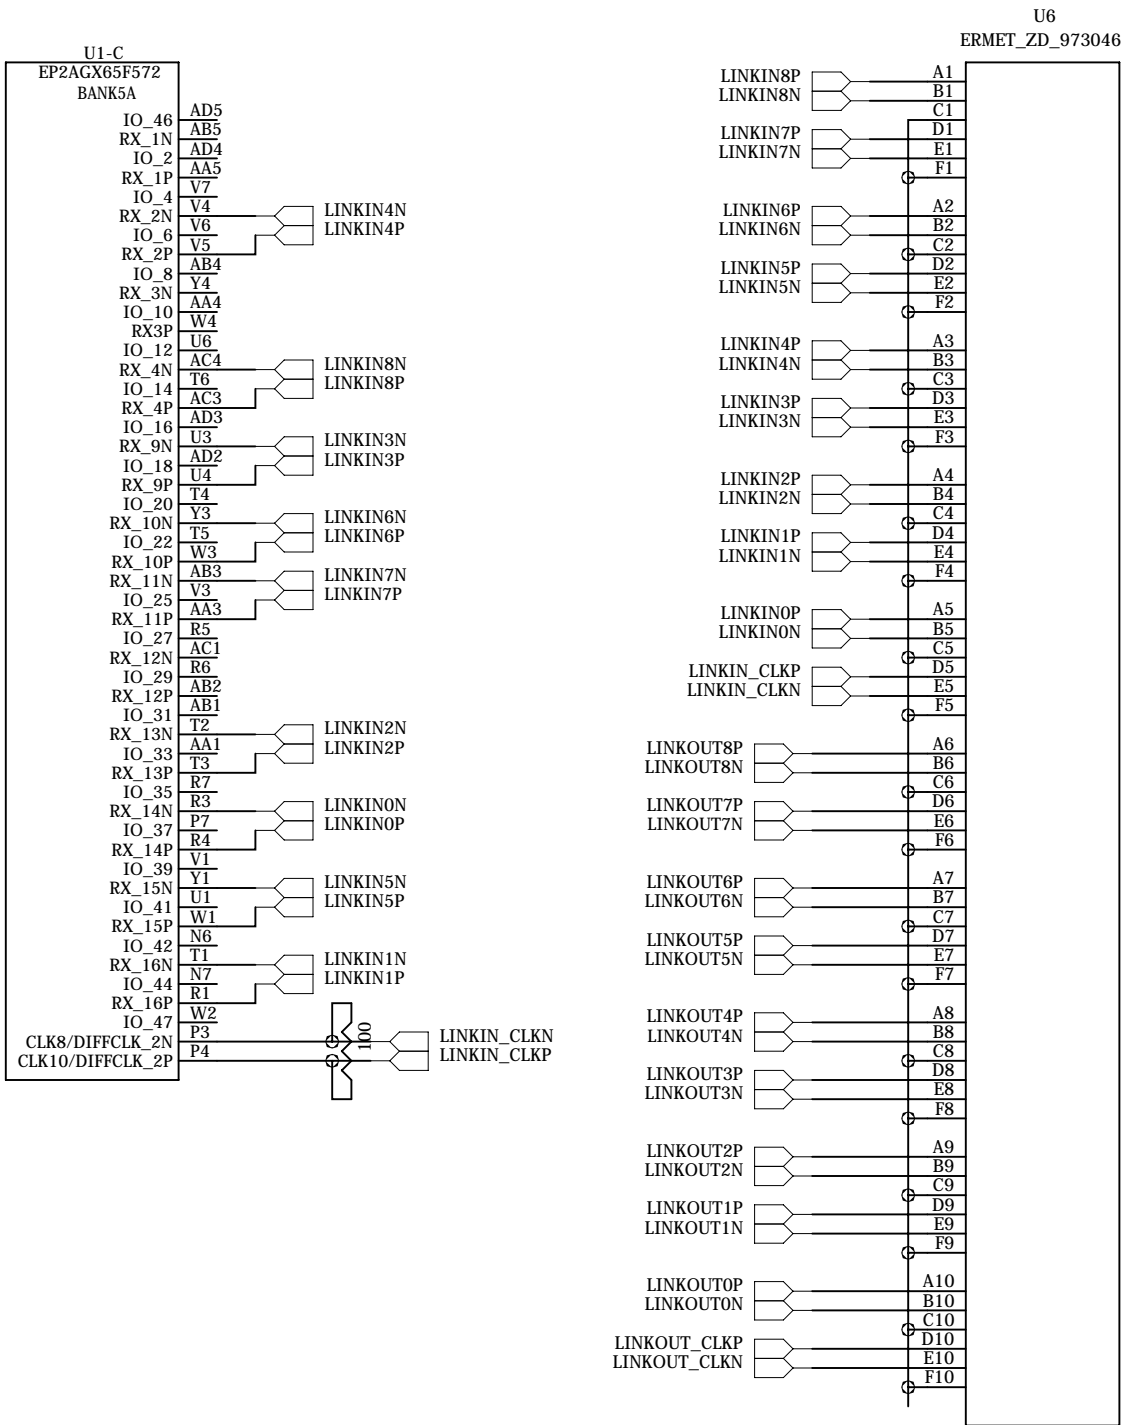 U1-C
EP2AGX65F572
BANK5A
IO_46 AD5
RX_1N AB5
IO_2 AD4
RX_1P AA5
IO_4 V7
RX_2N V4 LINKIN4N
IO_6 V6 LINKIN4P
RX_2P V5
IO_8 AB4
RX_3N Y4
IO_10 AA4
RX3P W4
IO_12 U6
RX_4N AC4 LINKIN8N
IO_14 T6 LINKIN8P
RX_4P AC3
IO_16 AD3
RX_9N U3 LINKIN3N
IO_18 AD2 LINKIN3P
RX_9P U4
IO_20 T4
RX_10N Y3 LINKIN6N
IO_22 T5 LINKIN6P
RX_10P W3
RX_11N AB3 LINKIN7N
IO_25 V3 LINKIN7P
RX_11P AA3
IO_27 R5
RX_12N AC1
IO_29 R6
RX_12P AB2
IO_31 AB1
RX_13N T2 LINKIN2N
IO_33 AA1 LINKIN2P
RX_13P T3
IO_35 R7
RX_14N R3 LINKIN0N
IO_37 P7 LINKIN0P
RX_14P R4
IO_39 V1
RX_15N Y1 LINKIN5N
IO_41 U1 LINKIN5P
RX_15P W1
IO_42 N6
RX_16N T1 LINKIN1N
IO_44 N7 LINKIN1P
RX_16P R1
IO_47 W2
CLK8/DIFFCLK_2N P3 100 LINKIN_CLKN
CLK10/DIFFCLK_2P P4 LINKIN_CLKP
U6
ERMET_ZD_973046
LINKIN8P A1
LINKIN8N B1
C1
LINKIN7P D1
LINKIN7N E1
F1
LINKIN6P A2
LINKIN6N B2
C2
LINKIN5P D2
LINKIN5N E2
F2
LINKIN4P A3
LINKIN4N B3
C3
LINKIN3P D3
LINKIN3N E3
F3
LINKIN2P A4
LINKIN2N B4
C4
LINKIN1P D4
LINKIN1N E4
F4
LINKIN0P A5
LINKIN0N B5
C5
LINKIN_CLKP D5
LINKIN_CLKN E5
F5
LINKOUT8P A6
LINKOUT8N B6
C6
LINKOUT7P D6
LINKOUT7N E6
F6
LINKOUT6P A7
LINKOUT6N B7
C7
LINKOUT5P D7
LINKOUT5N E7
F7
LINKOUT4P A8
LINKOUT4N B8
C8
LINKOUT3P D8
LINKOUT3N E8
F8
LINKOUT2P A9
LINKOUT2N B9
C9
LINKOUT1P D9
LINKOUT1N E9
F9
LINKOUT0P A10
LINKOUT0N B10
C10
LINKOUT_CLKP D10
LINKOUT_CLKN E10
F10